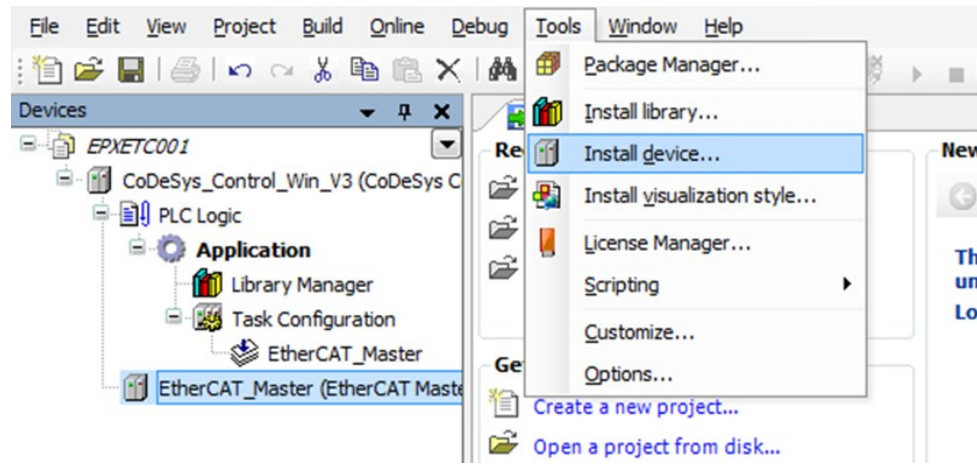 File Edit View Project Build Online Debug Tools Window Help
Devices
EPXETC001
CoDeSys_Control_Win_V3 (CoDeSys C
PLC Logic
Application
Library Manager
Task Configuration
EtherCAT_Master
EtherCAT_Master (EtherCAT Maste
Package Manager...
Install library...
Install device...
Install visualization style...
License Manager...
Scripting
Customize...
Options...
Re
Ge
Create a new project...
Open a project from disk...
New
Th
un
Lo